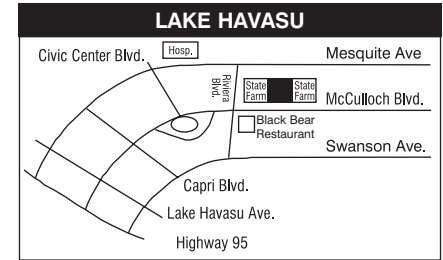 LAKE HAVASU
Civic Center Blvd.
Hosp.
Mesquite Ave
Riviera
Blvd.
State
Farm
State
Farm
McCulloch Blvd.
Black Bear
Restaurant
Swanson Ave.
Capri Blvd.
Lake Havasu Ave.
Highway 95